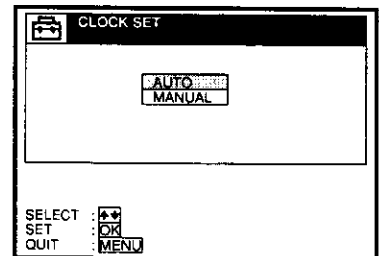 CLOCK SET
AUTO
MANUAL
SELECT :
SET : OK
QUIT : MENU